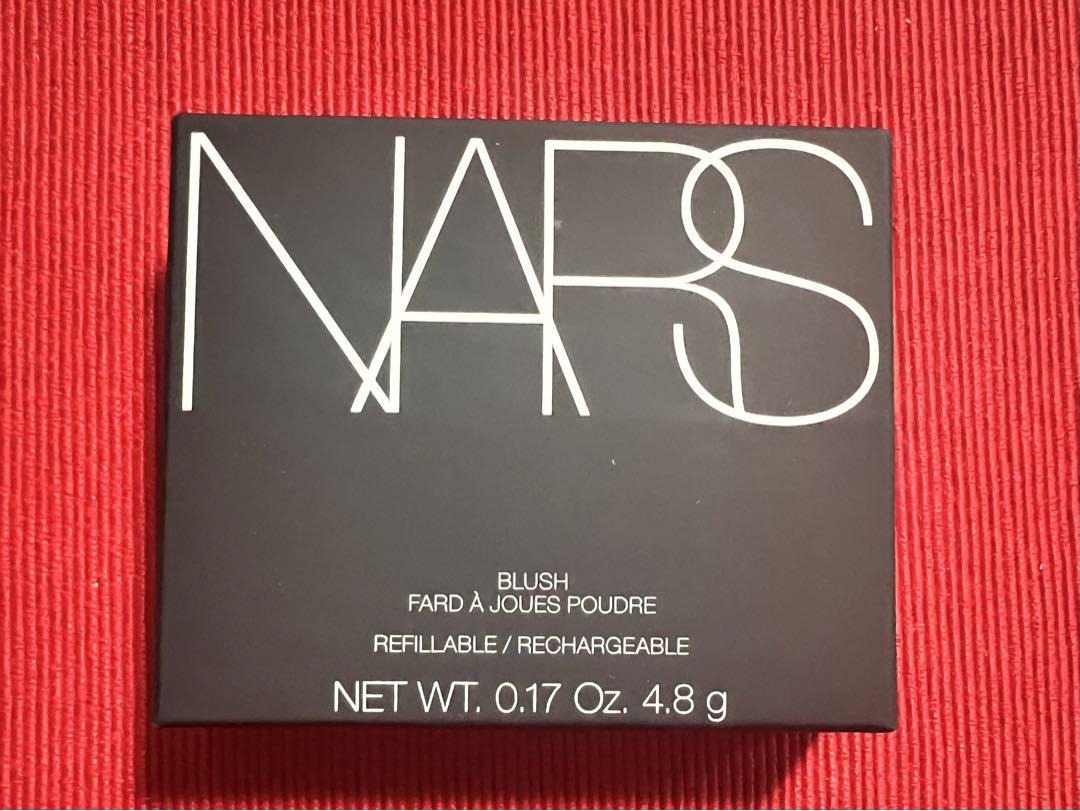 NARS
BLUSH
FARD À JOUES POUDRE
REFILLABLE / RECHARGEABLE
NET WT. 0.17 Oz. 4.8 g